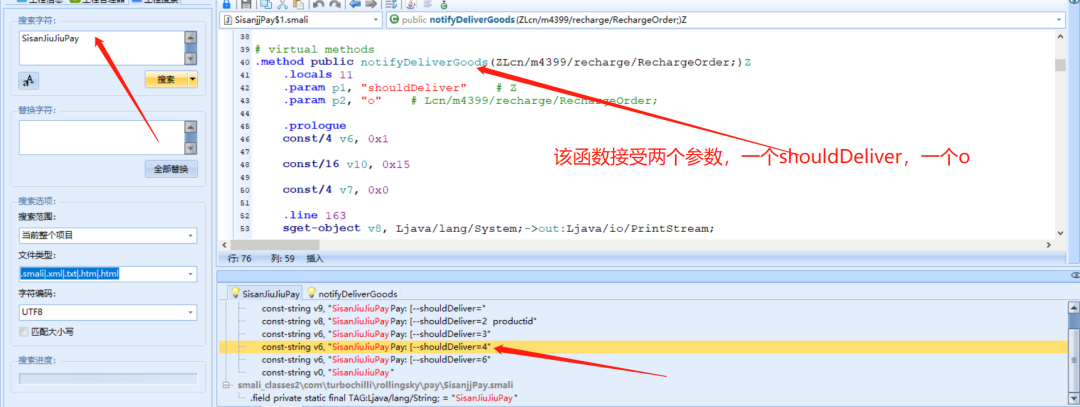 工程信息 工程管理器 工程搜索
搜索字符:
SisanJiuJiuPay
搜索
替换字符:
全部替换
搜索选项:
搜索范围:
当前整个项目
文件类型:
.smali|.xml|.txt|.htm|.html
字符编码:
UTF8
匹配大小写
搜索进度:
SisanjjPay$1.smali
public notifyDeliverGoods(ZLcn/m4399/recharge/RechargeOrder;)Z
38
39 # virtual methods
40 .method public notifyDeliverGoods(ZLcn/m4399/recharge/RechargeOrder;)Z
41 .locals 11
42 .param p1, "shouldDeliver" # Z
43 .param p2, "o" # Lcn/m4399/recharge/RechargeOrder;
44
45 .prologue
46 const/4 v6, 0x1
47
48 const/16 v10, 0x15
49
50 const/4 v7, 0x0
51
52 .line 163
53 sget-object v8, Ljava/lang/System;->out:Ljava/io/PrintStream;
该函数接受两个参数，一个shouldDeliver，一个o
行: 76 列: 59 插入
SisanJiuJiuPay notifyDeliverGoods
const-string v9, "SisanJiuJiuPay Pay: [--shouldDeliver="
const-string v8, "SisanJiuJiuPay Pay: [--shouldDeliver=2 productid"
const-string v6, "SisanJiuJiuPay Pay: [--shouldDeliver=3"
const-string v6, "SisanJiuJiuPay Pay: [--shouldDeliver=4"
const-string v6, "SisanJiuJiuPay Pay: [--shouldDeliver=6"
const-string v0, "SisanJiuJiuPay"
smali_classes2\com\turbochilli\rollingsky\pay\SisanjjPay.smali
.field private static final TAG:Ljava/lang/String; = "SisanJiuJiuPay"